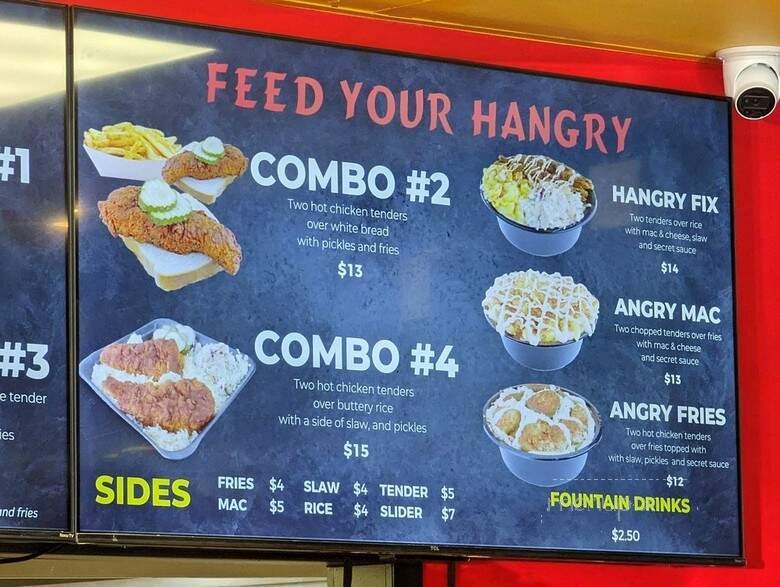 #1
#3
e tender
ies
and fries
Roku TV
FEED YOUR HANGRY
COMBO #2
Two hot chicken tenders
over white bread
with pickles and fries
$13
COMBO #4
Two hot chicken tenders
over buttery rice
with a side of slaw, and pickles
$15
HANGRY FIX
Two tenders over rice
with mac & cheese, slaw
and secret sauce
$14
ANGRY MAC
Two chopped tenders over fries
with mac & cheese
and secret sauce
$13
ANGRY FRIES
Two hot chicken tenders
over fries topped with
with slaw, pickles and secret sauce
$12
SIDES
FRIES $4 SLAW $4 TENDER $5
MAC $5 RICE $4 SLIDER $7
FOUNTAIN DRINKS
$2.50
TCL